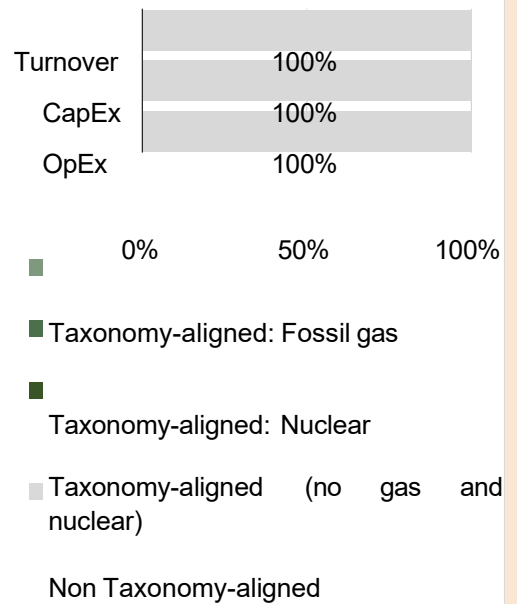 Turnover 100%
CapEx 100%
OpEx 100%
0% 50% 100%
Taxonomy-aligned: Fossil gas
Taxonomy-aligned: Nuclear
Taxonomy-aligned (no gas and
nuclear)
Non Taxonomy-aligned